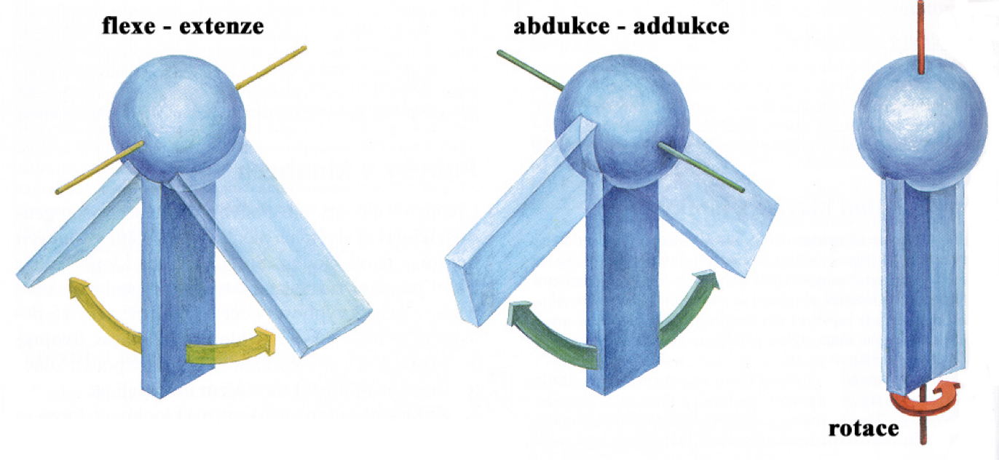 flexe - extenze
abdukce - addukce
rotace